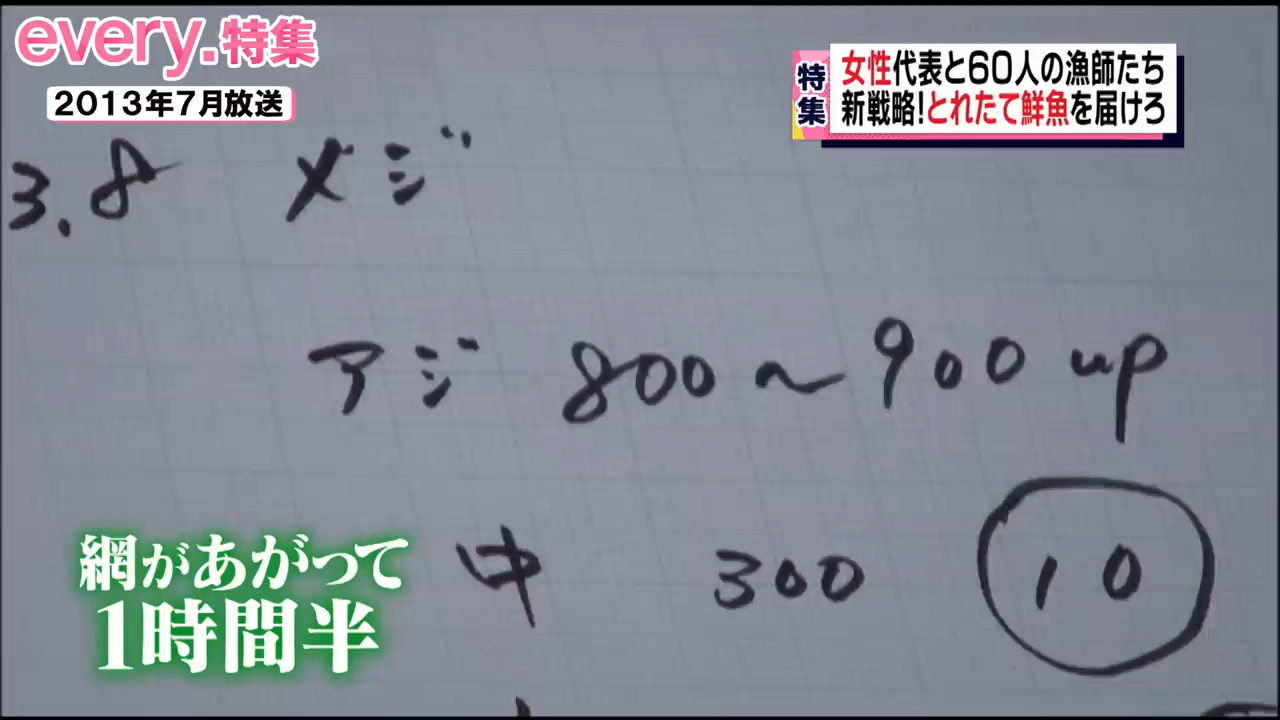 every.特集
2013年7月放送
特集
女性代表と60人の漁師たち
新戦略!とれたて鮮魚を届けろ
3.8 メジ
アジ 800~900 up
中 300 10
網があがって
1時間半